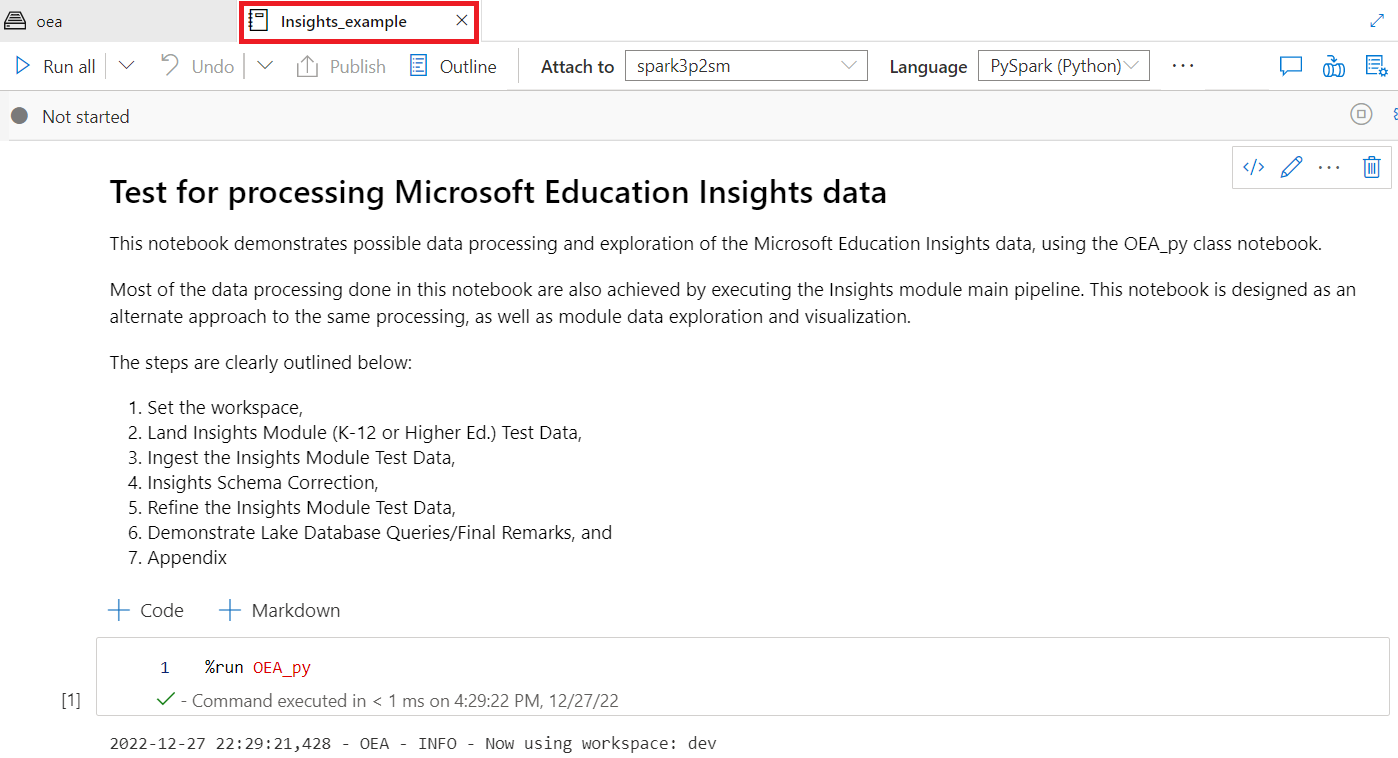 oea
Insights_example
Run all
Undo
Publish
Outline
Attach to
spark3p2sm
Language
PySpark (Python)
Not started
Test for processing Microsoft Education Insights data
This notebook demonstrates possible data processing and exploration of the Microsoft Education Insights data, using the OEA_py class notebook.
Most of the data processing done in this notebook are also achieved by executing the Insights module main pipeline. This notebook is designed as an
alternate approach to the same processing, as well as module data exploration and visualization.
The steps are clearly outlined below:
1. Set the workspace,
2. Land Insights Module (K-12 or Higher Ed.) Test Data,
3. Ingest the Insights Module Test Data,
4. Insights Schema Correction,
5. Refine the Insights Module Test Data,
6. Demonstrate Lake Database Queries/Final Remarks, and
7. Appendix
Code
Markdown
1 %run OEA_py
[1] - Command executed in < 1 ms on 4:29:22 PM, 12/27/22
2022-12-27 22:29:21,428 - OEA - INFO - Now using workspace: dev